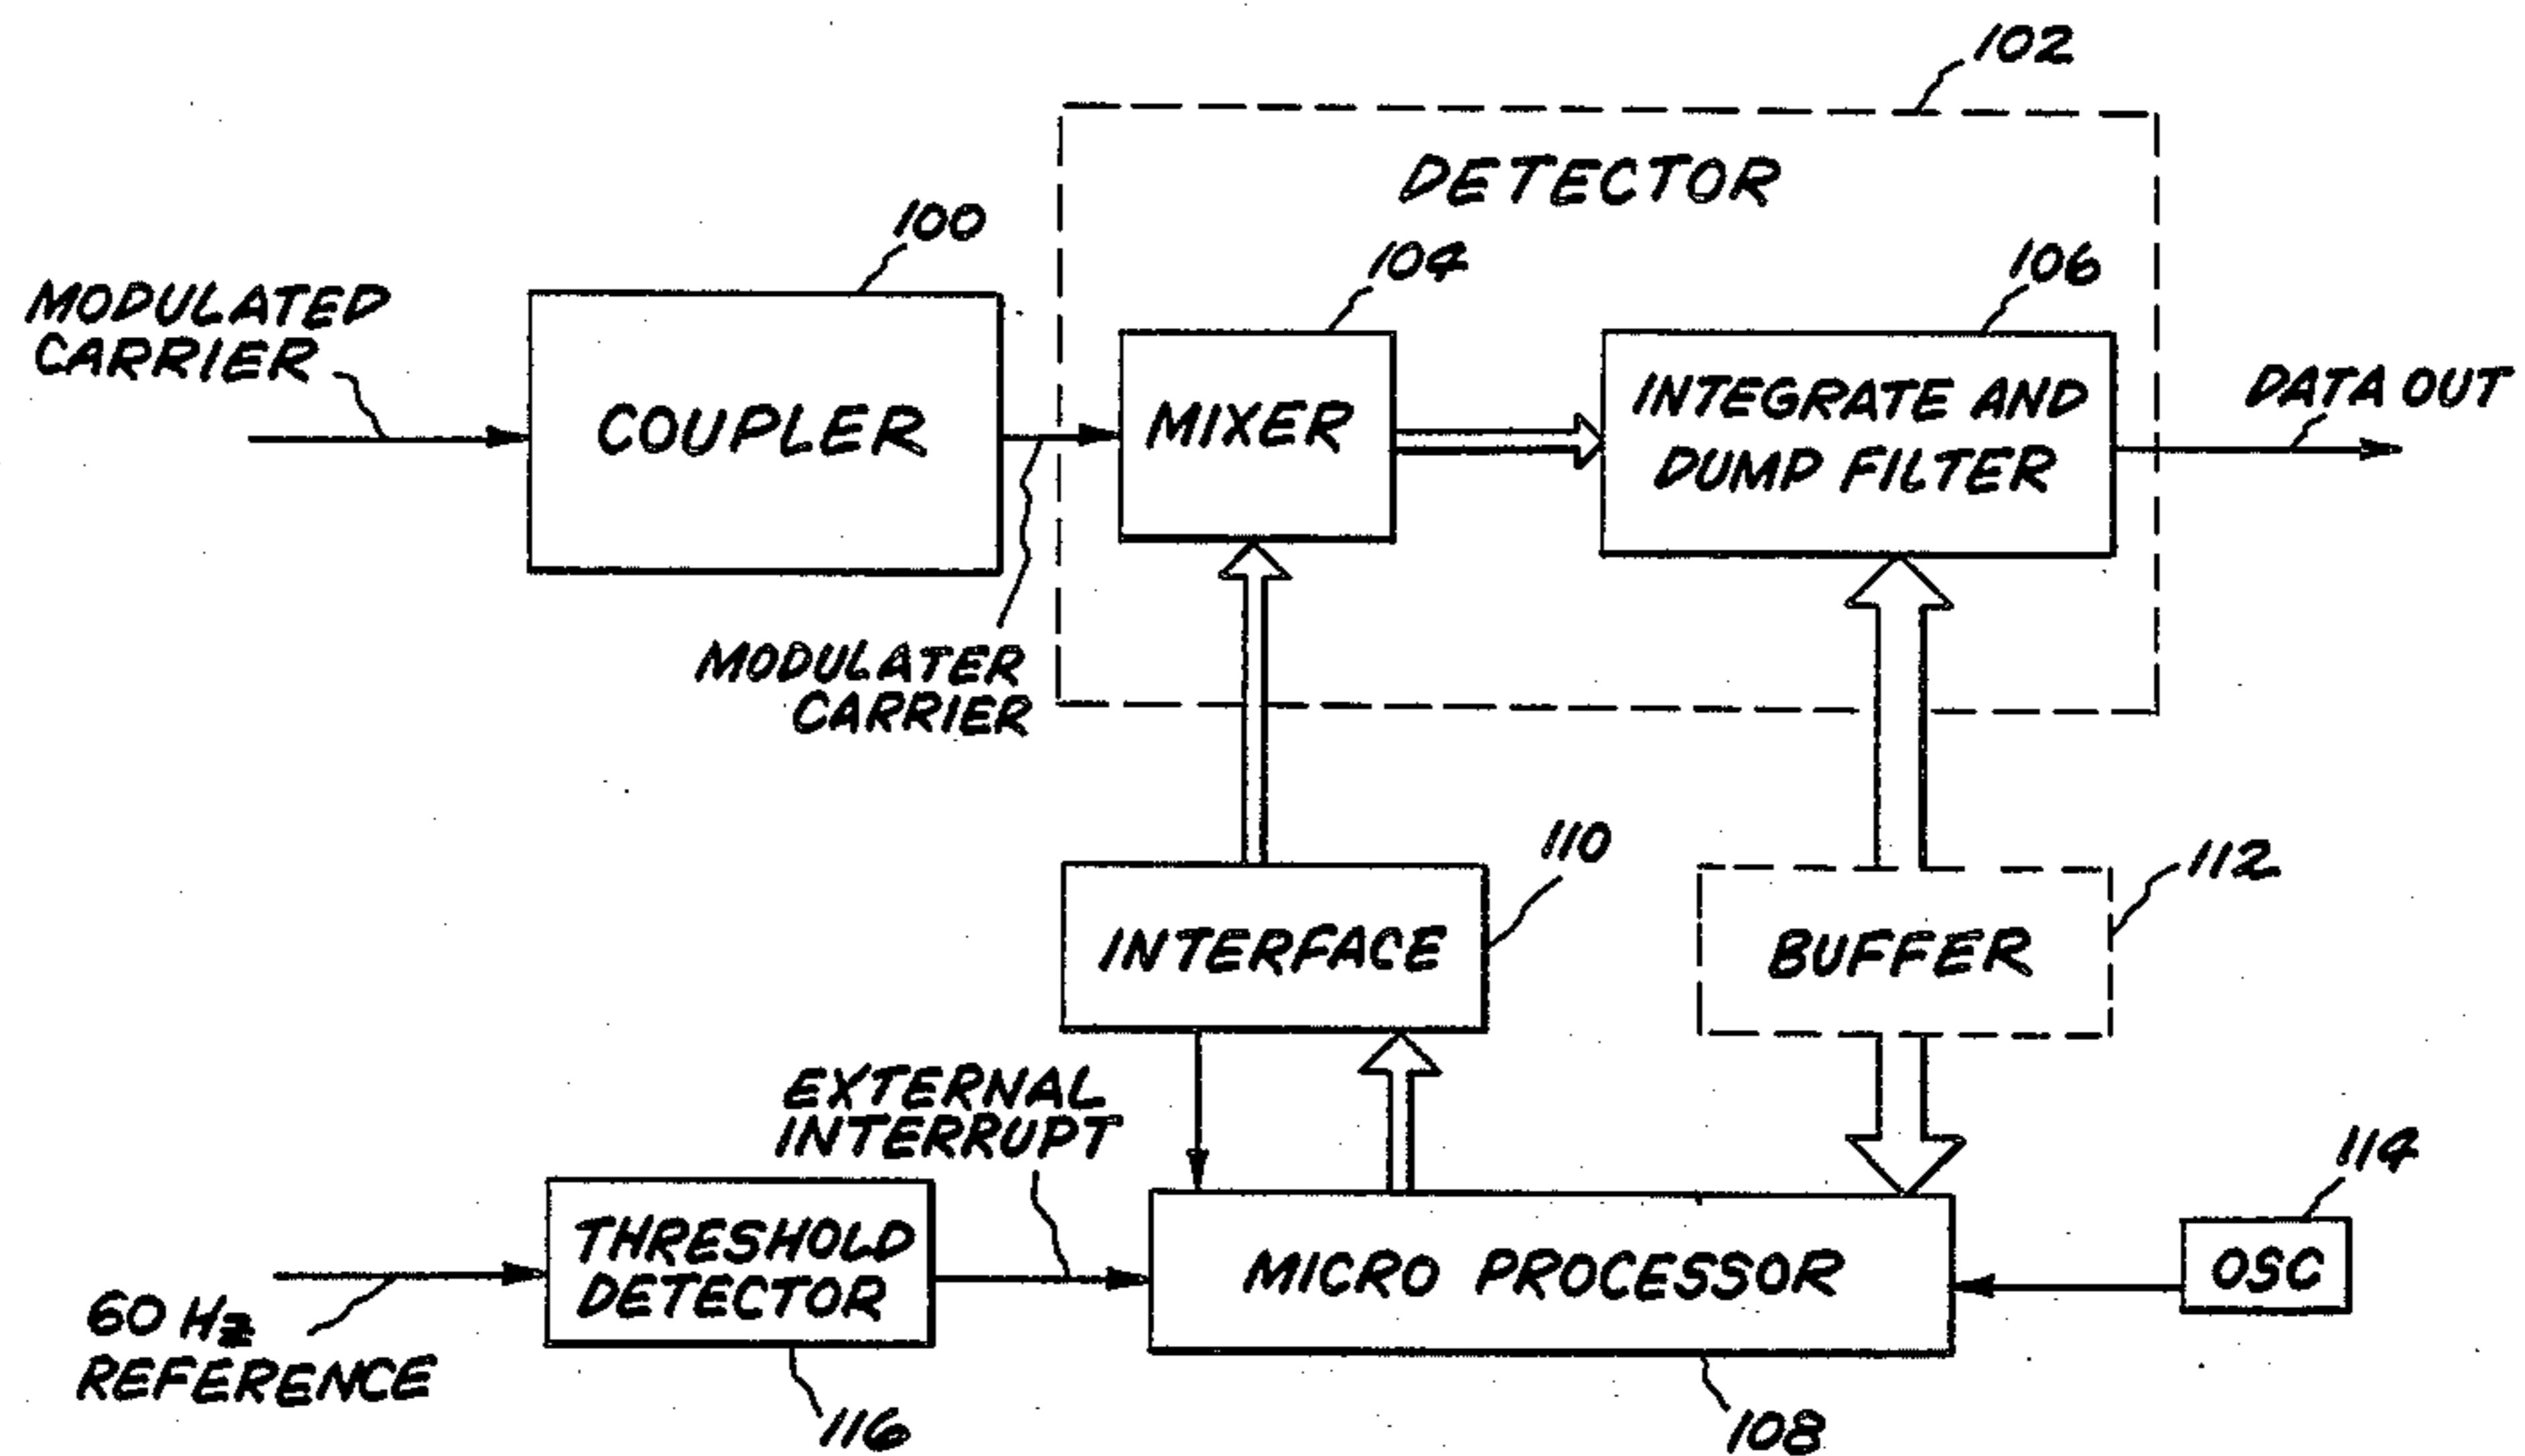 102
DETECTOR
100
104
106
MODULATED
CARRIER
COUPLER
MIXER
INTEGRATE AND
DUMP FILTER
DATA OUT
MODULATER
CARRIER
110
112
INTERFACE
BUFFER
EXTERNAL
INTERRUPT
114
THRESHOLD
DETECTOR
MICRO PROCESSOR
OSC
60 Hz
REFERENCE
116
108